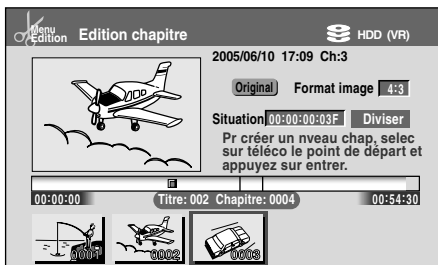 Menu
Edition Edition chapitre HDD (VR)
2005/06/10 17:09 Ch:3
Original Format image 4:3
Situation 00:00:00:03F Diviser
Pr créer un nveau chap, selec
sur téléco le point de départ et
appuyez sur entrer.
00:00:00 Titre: 002 Chapitre: 0004 00:54:30
0001 0002 0003